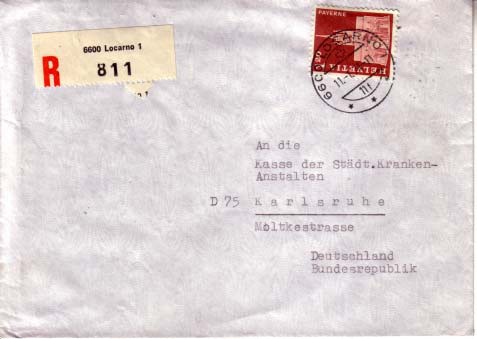 6600 Locarno 1
R 811
PAYERNE
HELVETIA
6600 LOCARNO
An die
Kasse der Städt.Kranken-
Anstalten
D 75 Karlsruhe
Moltkestrasse
Deutschland
Bundesrepublik